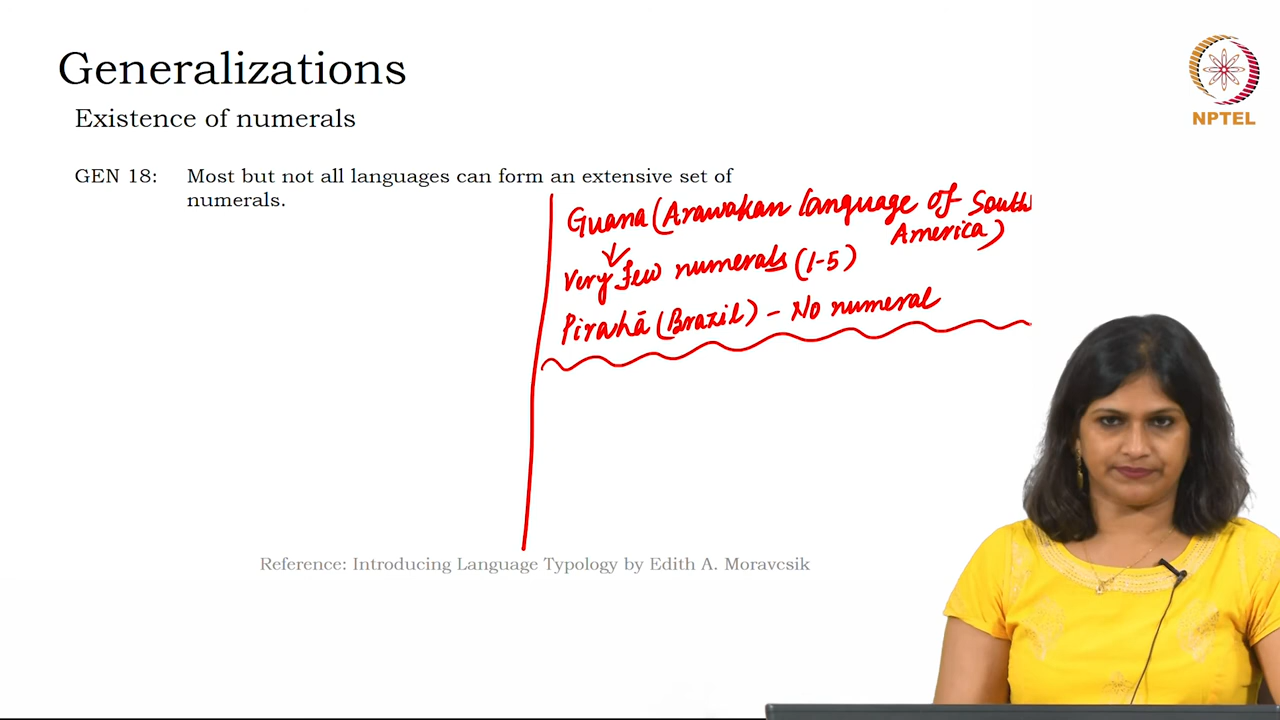 Generalizations
Existence of numerals
NPTEL
GEN 18: Most but not all languages can form an extensive set of
numerals.
Guana (Arawakan language of South
America)
Very few numerals (1-5)
Pirahã (Brazil) - No numeral
Reference: Introducing Language Typology by Edith A. Moravcsik